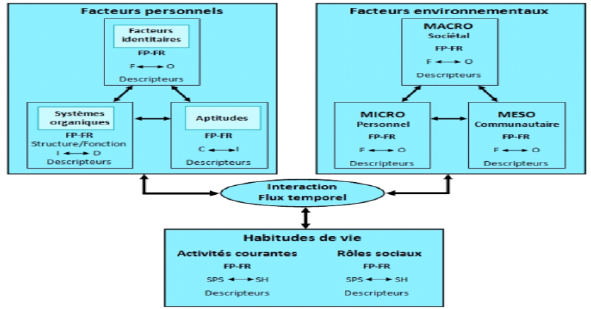 Facteurs personnels
Facteurs
identitaires
FP-FR
F ↔ O
Descripteurs
Systèmes
organiques
FP-FR
Structure/Fonction
I ↔ D
Descripteurs
Aptitudes
FP-FR
C ↔ I
Descripteurs
Facteurs environnementaux
MACRO
Sociétal
FP-FR
F ↔ O
Descripteurs
MICRO
Personnel
FP-FR
F ↔ O
Descripteurs
MESO
Communautaire
FP-FR
F ↔ O
Descripteurs
Interaction
Flux temporel
Habitudes de vie
Activités courantes
FP-FR
SPS ↔ SH
Descripteurs
Rôles sociaux
FP-FR
SPS ↔ SH
Descripteurs